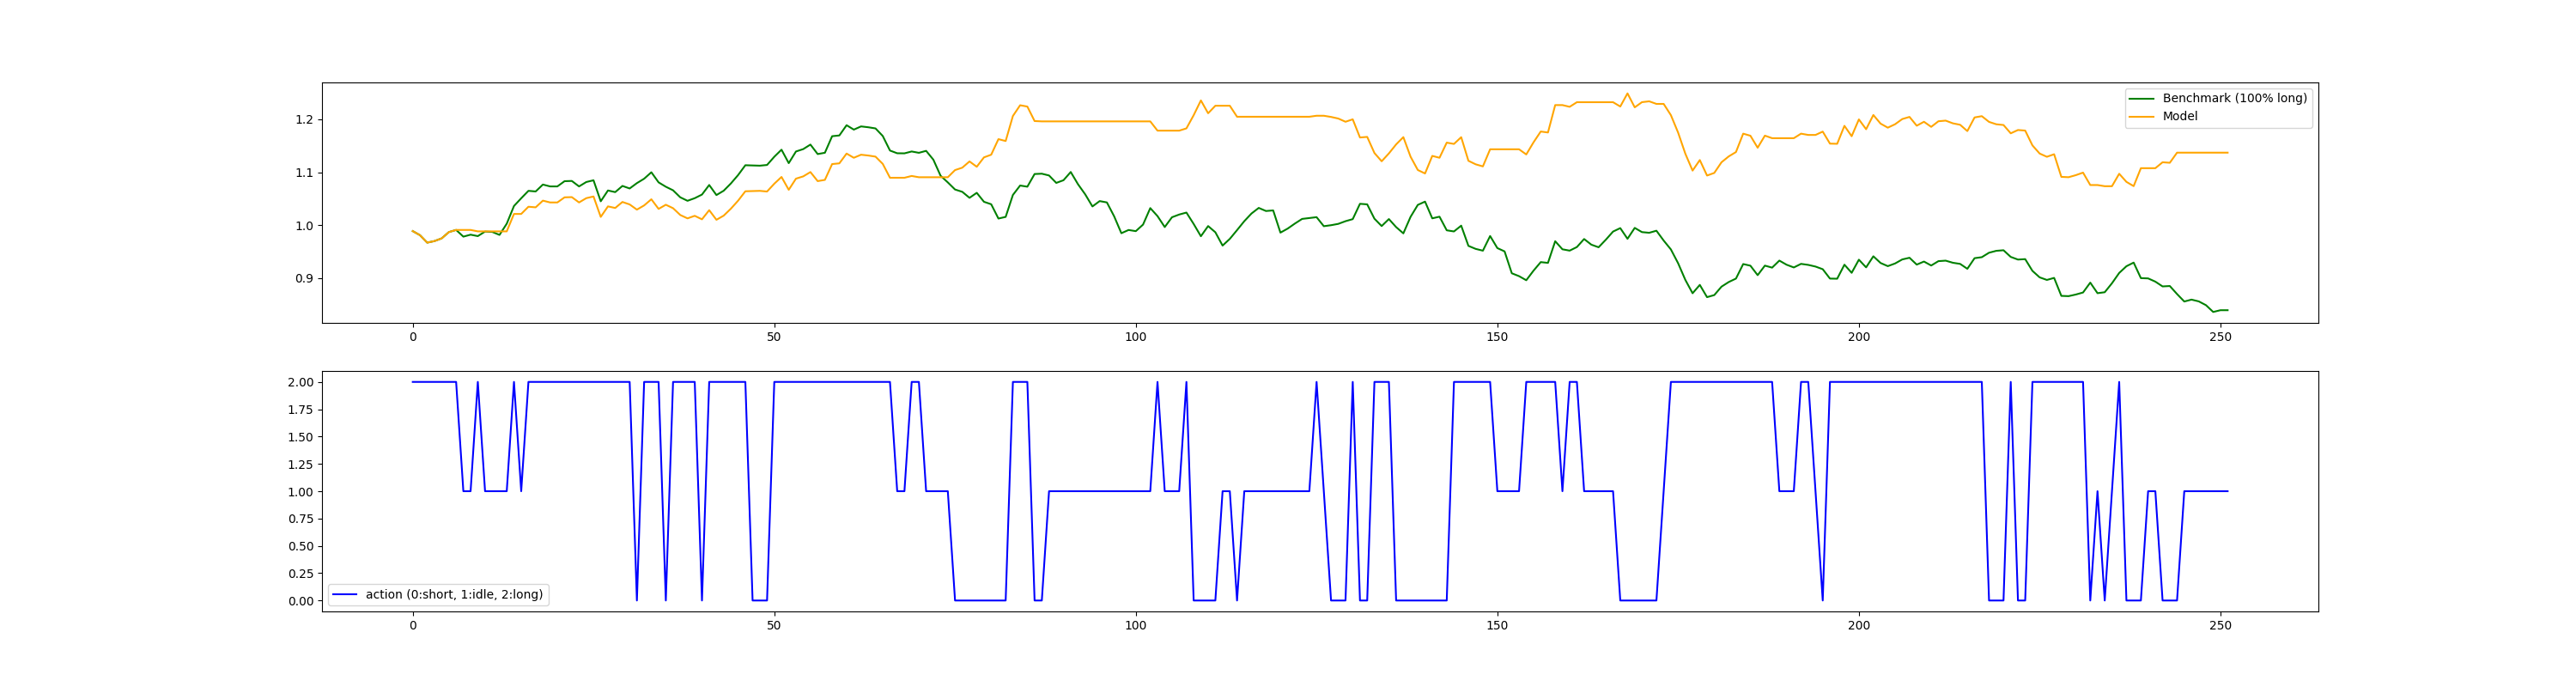 1.2
1.1
1.0
0.9
Benchmark (100% long)
Model
0 50 100 150 200 250
2.00
1.75
1.50
1.25
1.00
0.75
0.50
0.25
0.00
action (0:short, 1:idle, 2:long)
0 50 100 150 200 250